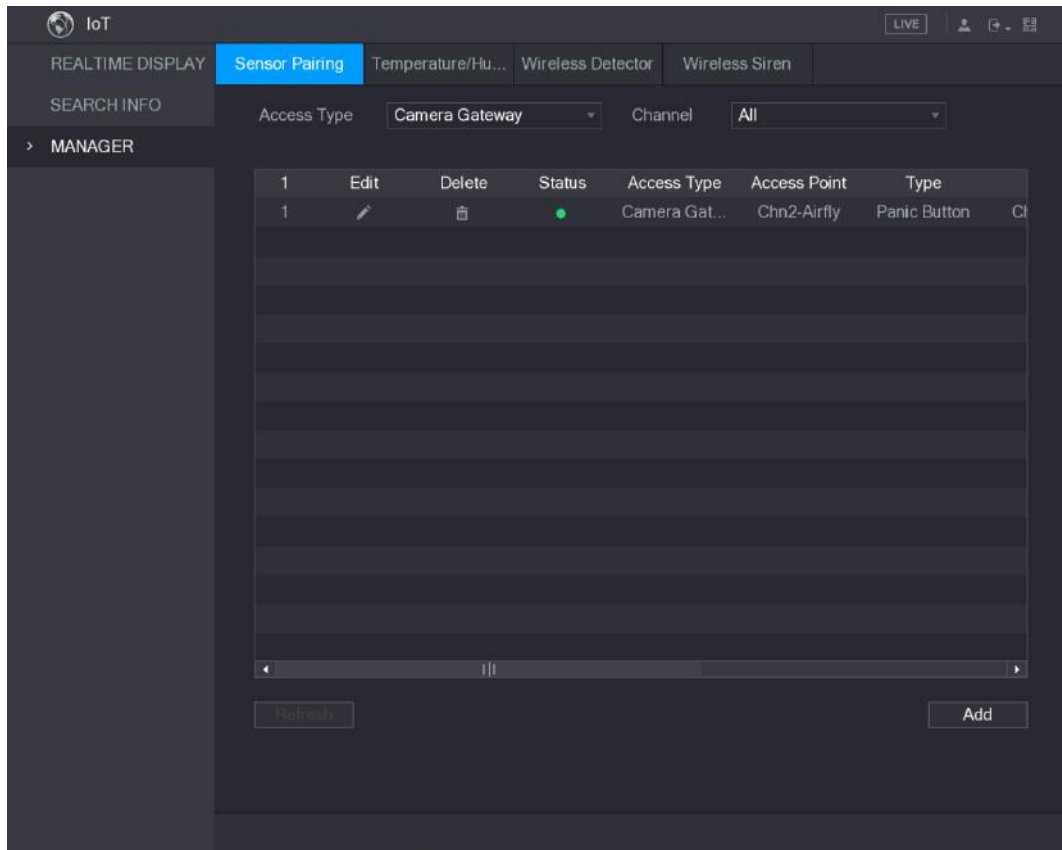 IoT LIVE
REALTIME DISPLAY
SEARCH INFO
MANAGER
Sensor Pairing Temperature/Hu... Wireless Detector Wireless Siren
Access Type Camera Gateway Channel All
1 Edit Delete Status Access Type Access Point Type
1 Camera Gat... Chn2-Airfly Panic Button
Refresh Add